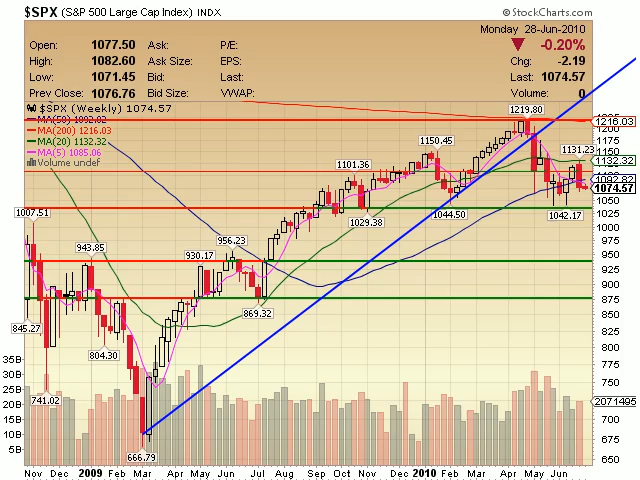 $SPX (S&P 500 Large Cap Index) INDX
© StockCharts.com
Monday 28-Jun-2010
Open: 1077.50 Ask: P/E: -0.20%
High: 1082.60 Ask Size: EPS: Chg: -2.19
Low: 1071.45 Bid: Last: Last: 1074.57
Prev Close: 1076.76 Bid Size: VWAP: Volume: 0
$SPX (Weekly) 1074.57
MA(50) 1092.82
MA(200) 1216.03
MA(20) 1132.32
MA(5) 1085.06
Volume undef
1219.80
1216.03
1200
1175
1150.45
1150
1131.23
1132.32
1101.36
1092.82
1074.57
1050
1044.50
1042.17
1029.38
1025
1007.51
1000
975
956.23
950
943.85
930.17
925
900
875
869.32
850
845.27
825
804.30
800
775
750
741.02
700
675
666.79
650
35B
30B
25B
20B
15B
10B
5B
2071495
Nov Dec 2009 Mar Apr May Jun Jul Aug Sep Oct Nov 2010 Feb Mar Apr May Jun